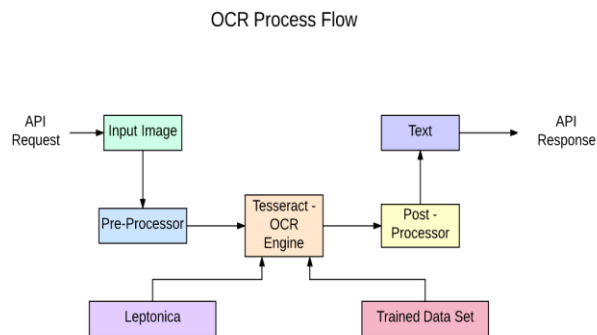 OCR Process Flow
API
Request
Input Image
Text
API
Response
Pre-Processor
Tesseract -
OCR
Engine
Post -
Processor
Leptonica
Trained Data Set